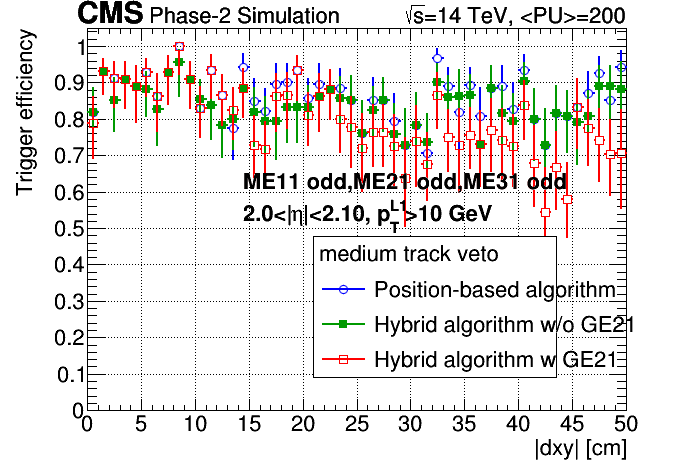 CMS Phase-2 Simulation √s=14 TeV, <PU>=200
Trigger efficiency
1
0.9
0.8
0.7
0.6
0.5
0.4
0.3
0.2
0.1
0
ME11 odd,ME21 odd,ME31 odd
2.0<|η|<2.10, p_T^L1>10 GeV
medium track veto
Position-based algorithm
Hybrid algorithm w/o GE21
Hybrid algorithm w GE21
0 5 10 15 20 25 30 35 40 45 50
|dxy| [cm]